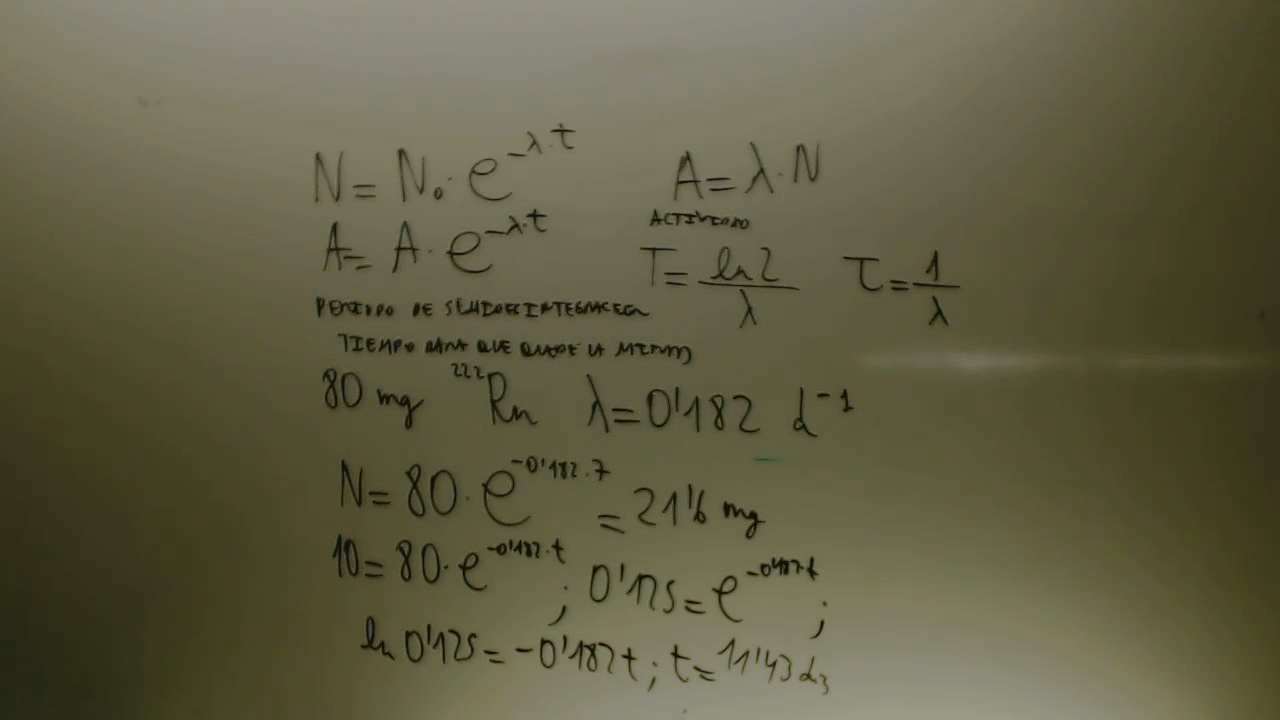 N = N₀ · e^(-λ·t)    A = λ · N
ACTIVIDAD
A = A · e^(-λ·t)    T = ln 2 / λ    τ = 1 / λ
PERIODO DE SEMIDESINTEGRACION
TIEMPO PARA QUE QUEDE LA MITAD
80 mg ²²²Rn λ = 0'182 d⁻¹
N = 80 · e^(-0'182 · 7) = 21'6 mg
10 = 80 · e^(-0'182 · t) ; 0'125 = e^(-0'182 t) ;
ln 0'125 = -0'182 t ; t = 11'43 d